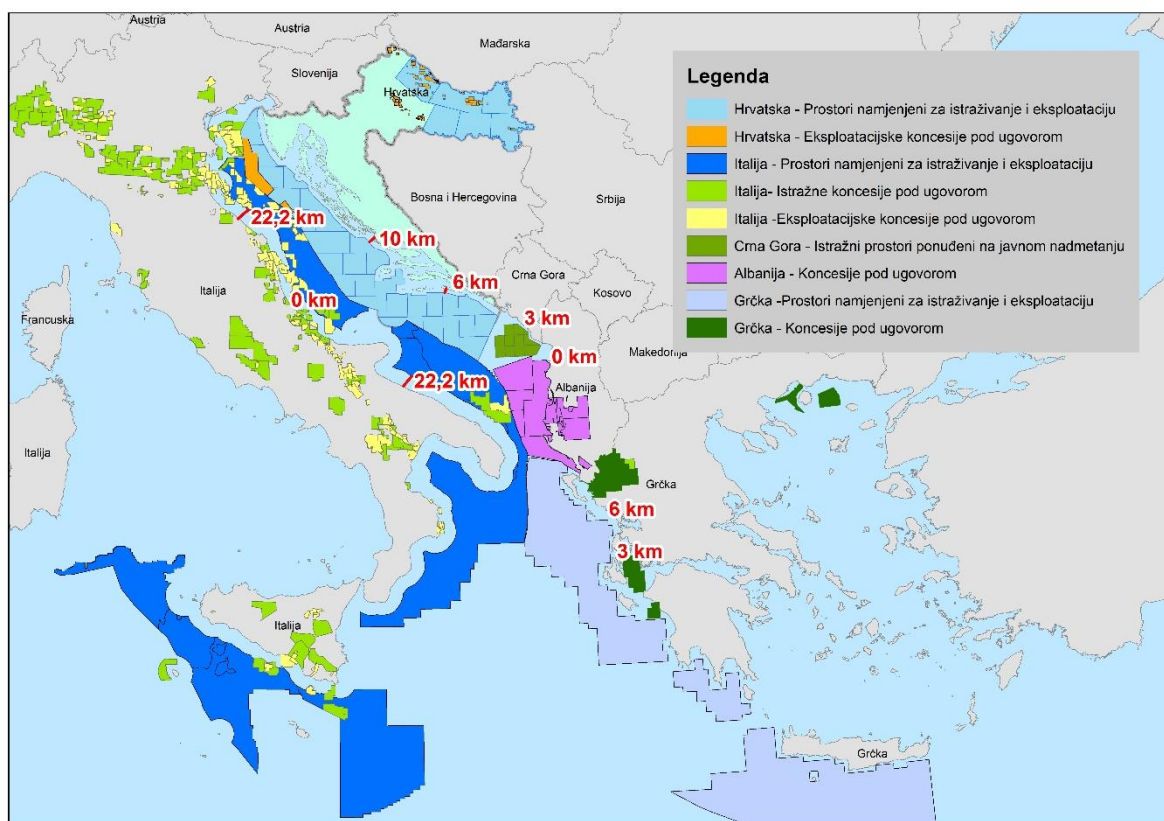 Austria
Austria
Mađarska
Slovenija
Hrvatska
Legenda
Hrvatska - Prostori namjenjeni za istraživanje i eksploataciju
Hrvatska - Eksploatacijske koncesije pod ugovorom
Italija - Prostori namjenjeni za istraživanje i eksploataciju
Italija- Istražne koncesije pod ugovorom
Italija -Eksploatacijske koncesije pod ugovorom
Crna Gora - Istražni prostori ponuđeni na javnom nadmetanju
Albanija - Koncesije pod ugovorom
Grčka -Prostori namjenjeni za istraživanje i eksploataciju
Grčka - Koncesije pod ugovorom
Bosna i Hercegovina
Srbija
22,2 km
10 km
Crna Gora
Kosovo
6 km
Italija
0 km
Francuska
3 km
Makedonija
0 km
22,2 km
Albanija
Italija
Grčka
6 km
3 km
Italija
Grčka